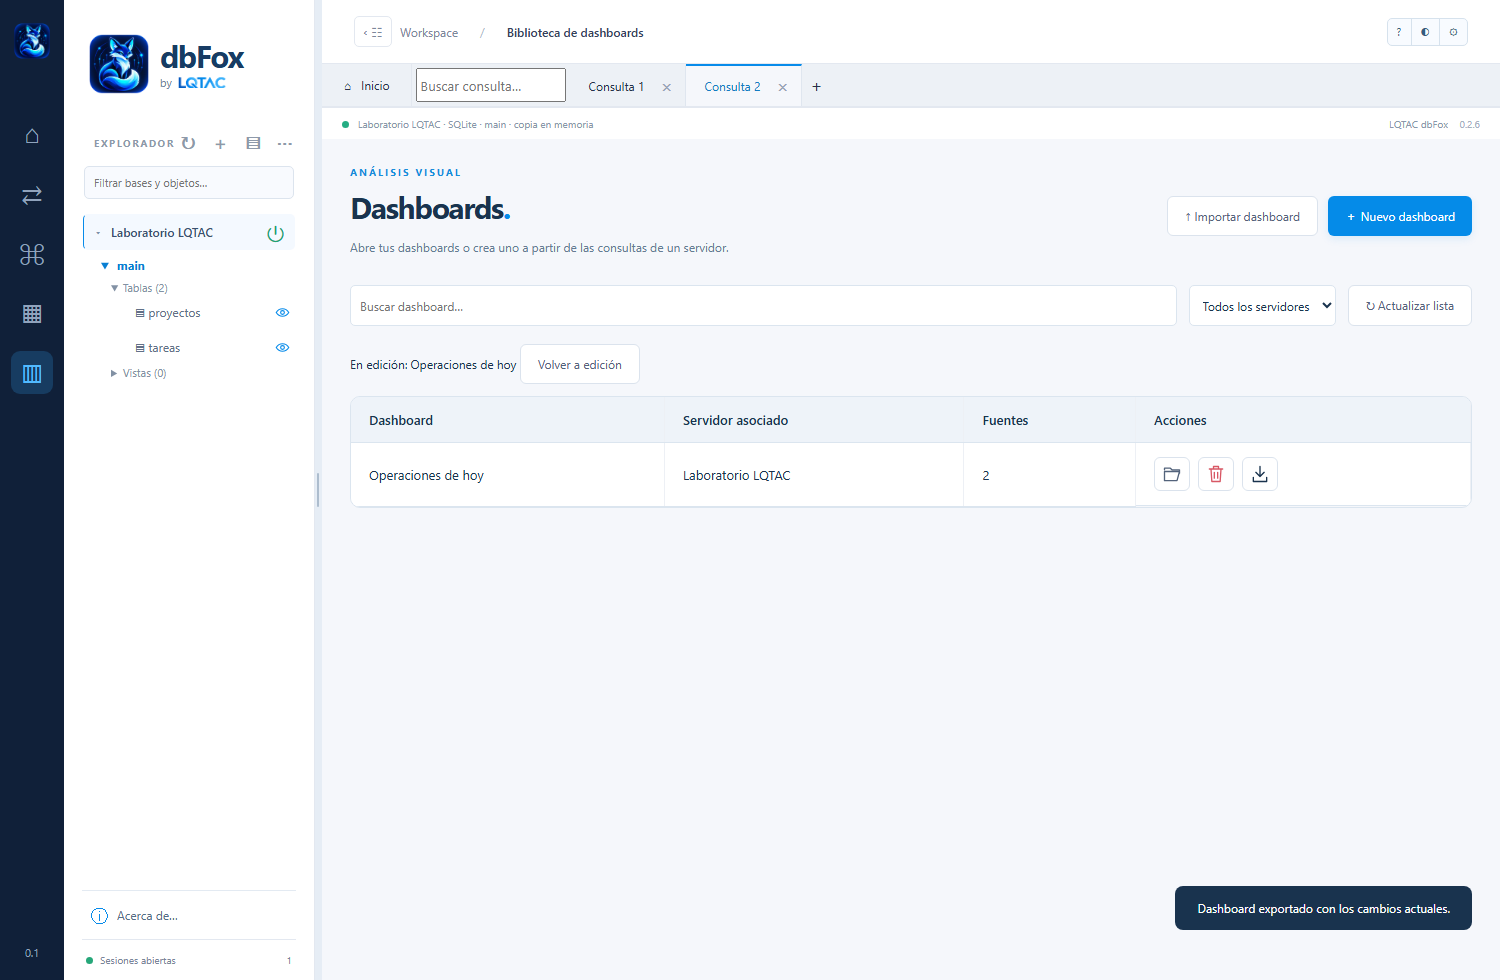 dbFox
by LQTAC
EXPLORADOR
Filtrar bases y objetos...
Laboratorio LQTAC
main
Tablas (2)
proyectos
tareas
Vistas (0)
Acerca de...
Sesiones abiertas 1
0.1
Workspace / Biblioteca de dashboards
?
Inicio
Buscar consulta...
Consulta 1 ×
Consulta 2 ×
+
Laboratorio LQTAC · SQLite · main · copia en memoria
LQTAC dbFox 0.2.6
ANÁLISIS VISUAL
Dashboards.
Abre tus dashboards o crea uno a partir de las consultas de un servidor.
↑ Importar dashboard
+ Nuevo dashboard
Buscar dashboard...
Todos los servidores
↻ Actualizar lista
En edición: Operaciones de hoy
Volver a edición
Dashboard Servidor asociado Fuentes Acciones
Operaciones de hoy Laboratorio LQTAC 2
Dashboard exportado con los cambios actuales.